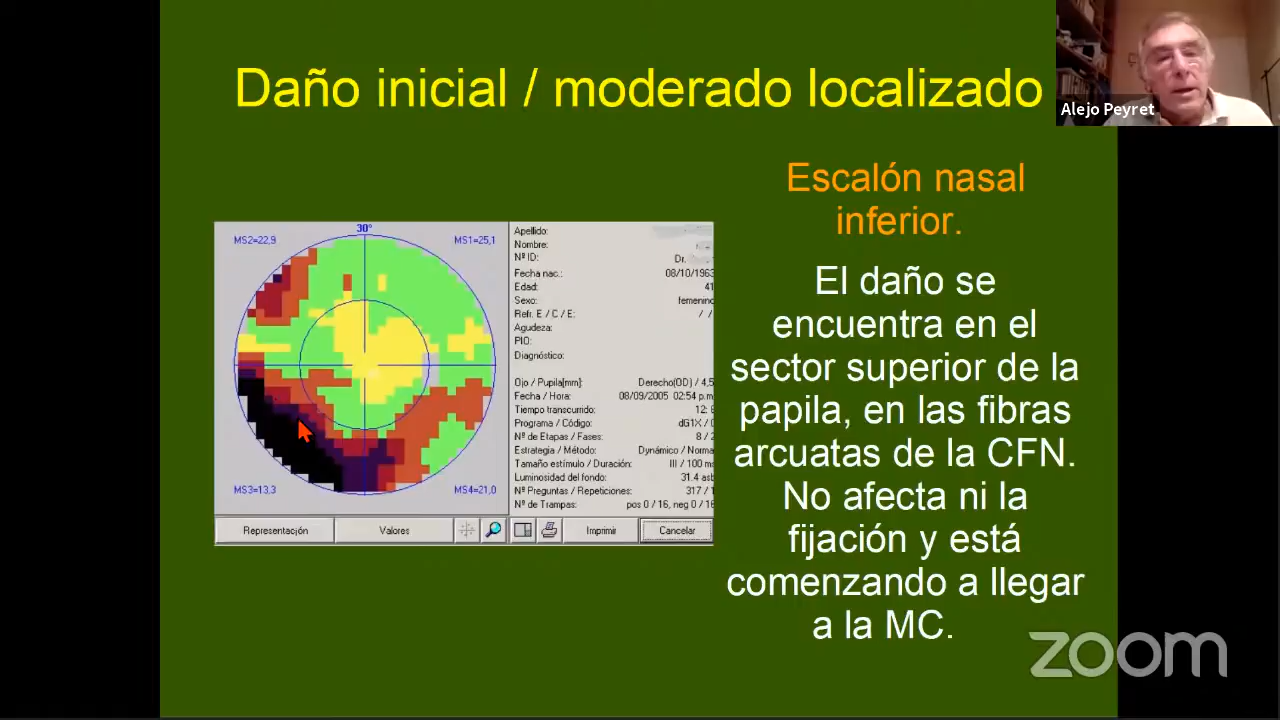 Daño inicial / moderado localizado
Alejo Peyret
Escalón nasal
inferior.
El daño se
encuentra en el
sector superior de la
papila, en las fibras
arcuatas de la CFN.
No afecta ni la
fijación y está
comenzando a llegar
a la MC.
30°
MS2=22,9
MS1=25,1
MS3=13,3
MS4=21,0
Apellido:
Nombre:
Nº ID: Dr.
Fecha nac.: 08/10/1963
Edad: 41
Sexo: femenino
Refr. E / C / E: / /
Agudeza:
PIO:
Diagnóstico:
Ojo / Pupila[mm]: Derecho(OD) / 4,5
Fecha / Hora: 08/09/2005 02:54 p.m
Tiempo transcurrido: 12:
Programa / Código: dG1X /
Nº de Etapas / Fases: 8 /
Estrategia / Método: Dynámico / Norma
Tamaño estímulo / Duración: III / 100 ms
Luminosidad del fondo: 31.4 asb
Nº Preguntas / Repeticiones: 317 / 1
Nº de Trampas: pos 0 / 16, neg 0 / 16
Representación
Valores
Imprimir
Cancelar
zoom